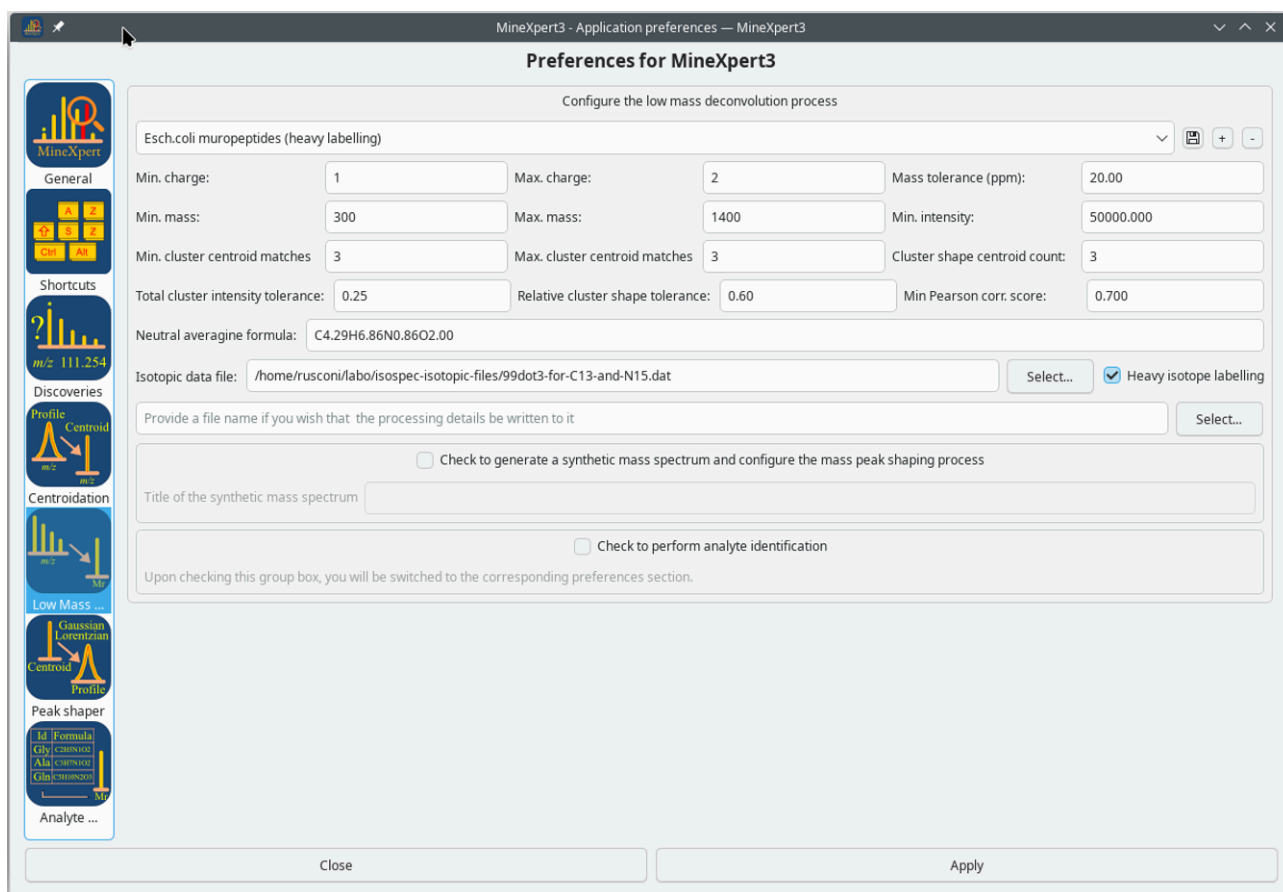 MineXpert3 - Application preferences — MineXpert3
Preferences for MineXpert3
MineXpert
General
A Z
S Z
Ctrl Alt
Shortcuts
?
m/z 111.254
Discoveries
Profile
Centroid
m/z
m/z
Centroidation
m/z
Mr
Low Mass ...
Gaussian
Lorentzian
Centroid
Profile
Peak shaper
Id Formula
Gly C2H5N1O2
Ala C3H7N1O2
Gln C5H10N2O3
Mr
Analyte ...
Configure the low mass deconvolution process
Esch.coli muropeptides (heavy labelling)
+ -
Min. charge: 1 Max. charge: 2 Mass tolerance (ppm): 20.00
Min. mass: 300 Max. mass: 1400 Min. intensity: 50000.000
Min. cluster centroid matches 3 Max. cluster centroid matches 3 Cluster shape centroid count: 3
Total cluster intensity tolerance: 0.25 Relative cluster shape tolerance: 0.60 Min Pearson corr. score: 0.700
Neutral averagine formula: C4.29H6.86N0.86O2.00
Isotopic data file: /home/rusconi/labo/isospec-isotopic-files/99dot3-for-C13-and-N15.dat Select... Heavy isotope labelling
Provide a file name if you wish that the processing details be written to it Select...
Check to generate a synthetic mass spectrum and configure the mass peak shaping process
Title of the synthetic mass spectrum
Check to perform analyte identification
Upon checking this group box, you will be switched to the corresponding preferences section.
Close Apply